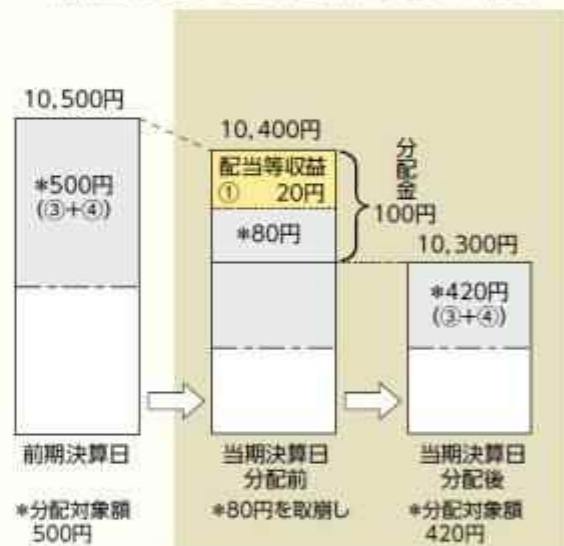 10,500円
*500円
(③+④)
前期決算日
*分配対象額
500円
10,400円
配当等収益
① 20円
*80円
分配金
100円
当期決算日
分配前
*80円を取崩し
10,300円
*420円
(③+④)
当期決算日
分配後
*分配対象額
420円